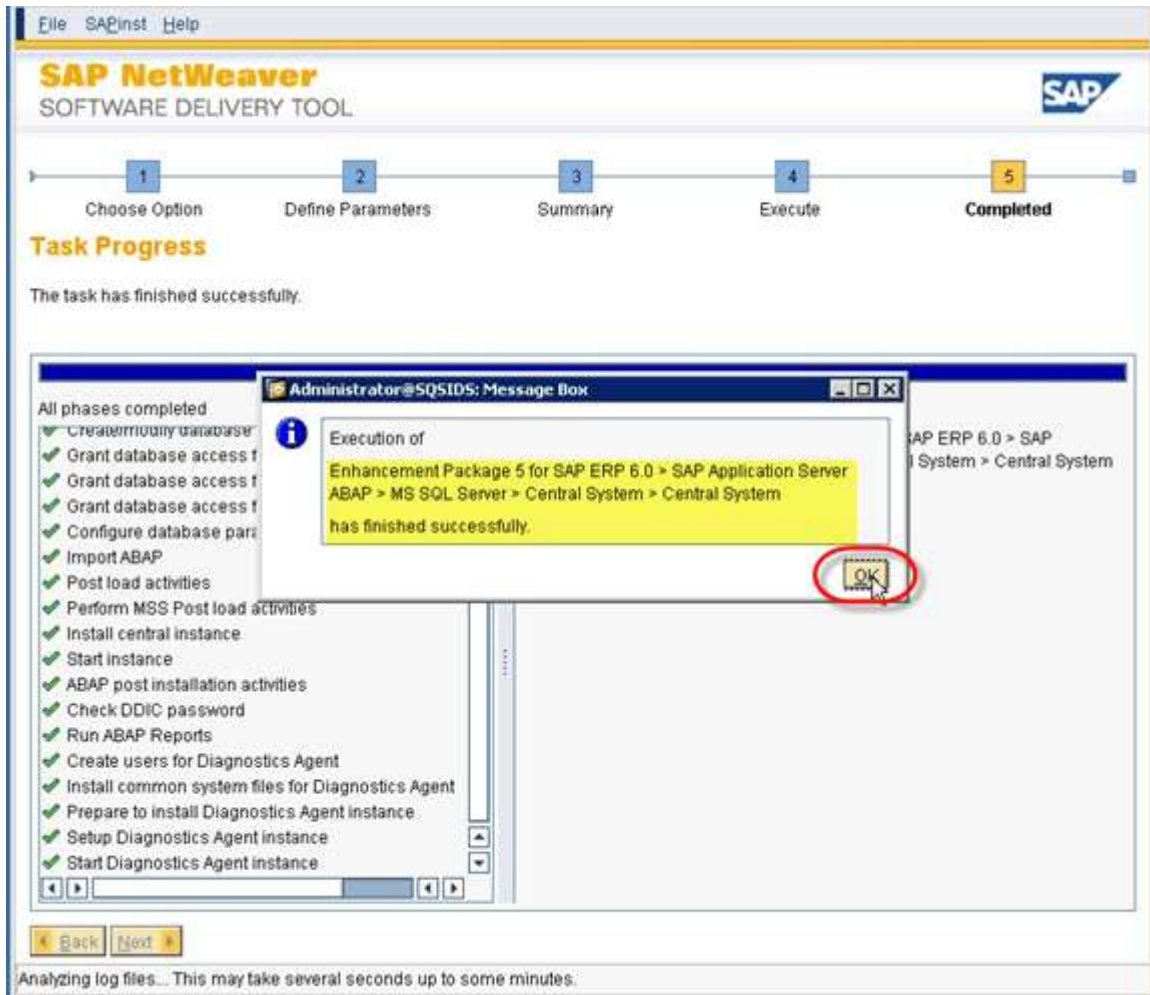 File SAPinst Help
SAP NetWeaver
SOFTWARE DELIVERY TOOL
SAP
1 2 3 4 5
Choose Option Define Parameters Summary Execute Completed
Task Progress
The task has finished successfully.
Administrator@SQSIDS: Message Box
All phases completed
Create/modify database
Execution of
Enhancement Package 5 for SAP ERP 6.0 > SAP Application Server
ABAP > MS SQL Server > Central System > Central System
has finished successfully.
OK
SAP ERP 6.0 > SAP
System > Central System
Grant database access
Grant database access
Grant database access
Configure database
Import ABAP
Post load activities
Perform MSS Post load activities
Install central instance
Start instance
ABAP post installation activities
Check DDIC password
Run ABAP Reports
Create users for Diagnostics Agent
Install common system files for Diagnostics Agent
Prepare to install Diagnostics Agent instance
Setup Diagnostics Agent instance
Start Diagnostics Agent instance
Back Next
Analyzing log files... This may take several seconds up to some minutes.